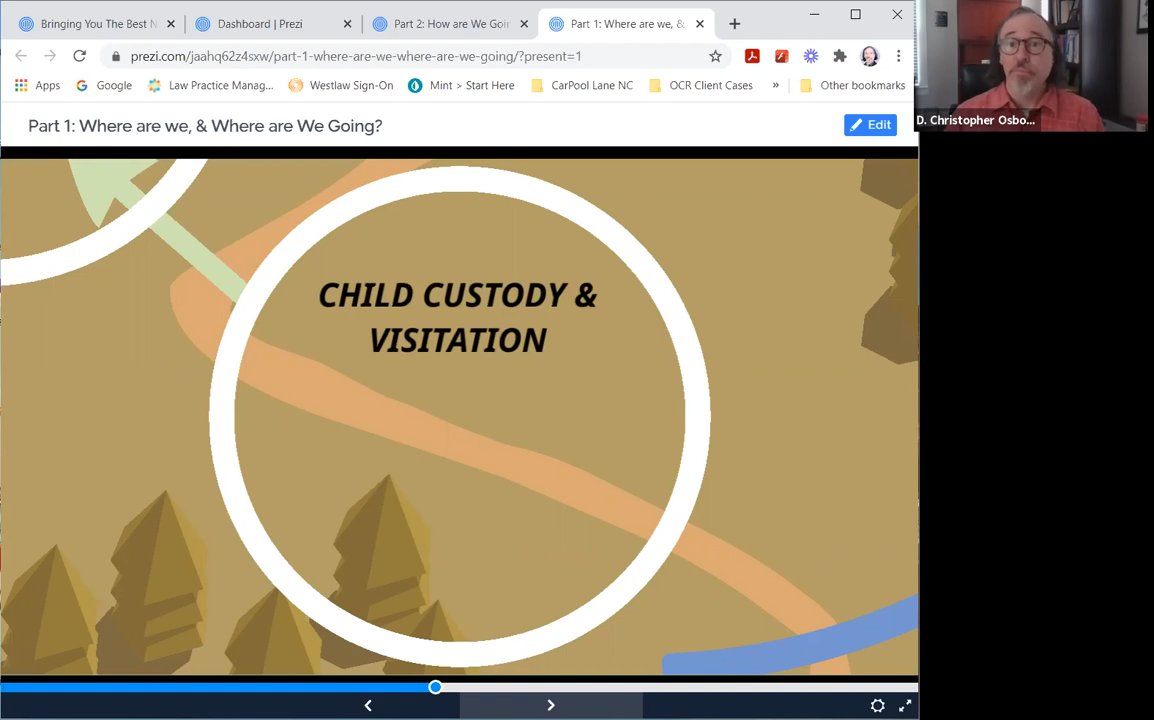 Bringing You The Best N
Dashboard | Prezi
Part 2: How are We Goin
Part 1: Where are we, &
prezi.com/jaahq62z4sxw/part-1-where-are-we-where-are-we-going/?present=1
Apps
Google
Law Practice Manag...
Westlaw Sign-On
Mint > Start Here
CarPool Lane NC
OCR Client Cases
»
Other bookmarks
D. Christopher Osbo...
Part 1: Where are we, & Where are We Going?
Edit
CHILD CUSTODY &
VISITATION